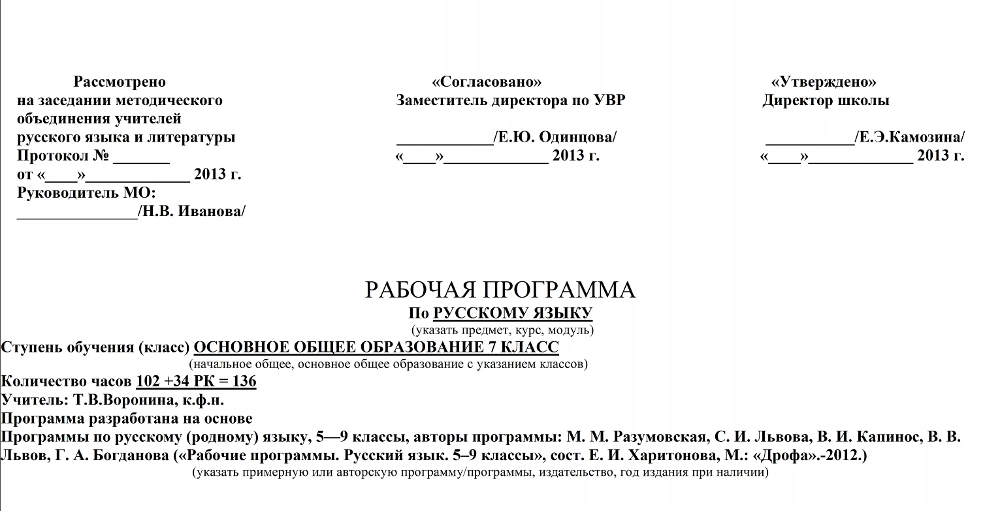 Рассмотрено
на заседании методического
объединения учителей
русского языка и литературы
Протокол № _______
от «____»_____________ 2013 г.
Руководитель МО:
_______________/Н.В. Иванова/
«Согласовано»
Заместитель директора по УВР
____________/Е.Ю. Одинцова/
«____»_____________ 2013 г.
«Утверждено»
Директор школы
___________/Е.Э.Камозина/
«____»_____________ 2013 г.
РАБОЧАЯ ПРОГРАММА
По РУССКОМУ ЯЗЫКУ
(указать предмет, курс, модуль)
Ступень обучения (класс) ОСНОВНОЕ ОБЩЕЕ ОБРАЗОВАНИЕ 7 КЛАСС
(начальное общее, основное общее образование с указанием классов)
Количество часов 102 +34 РК = 136
Учитель: Т.В.Воронина, к.ф.н.
Программа разработана на основе
Программы по русскому (родному) языку, 5—9 классы, авторы программы: М. М. Разумовская, С. И. Львова, В. И. Капинос, В. В.
Львов, Г. А. Богданова («Рабочие программы. Русский язык. 5–9 классы», сост. Е. И. Харитонова, М.: «Дрофа».-2012.)
(указать примерную или авторскую программу/программы, издательство, год издания при наличии)